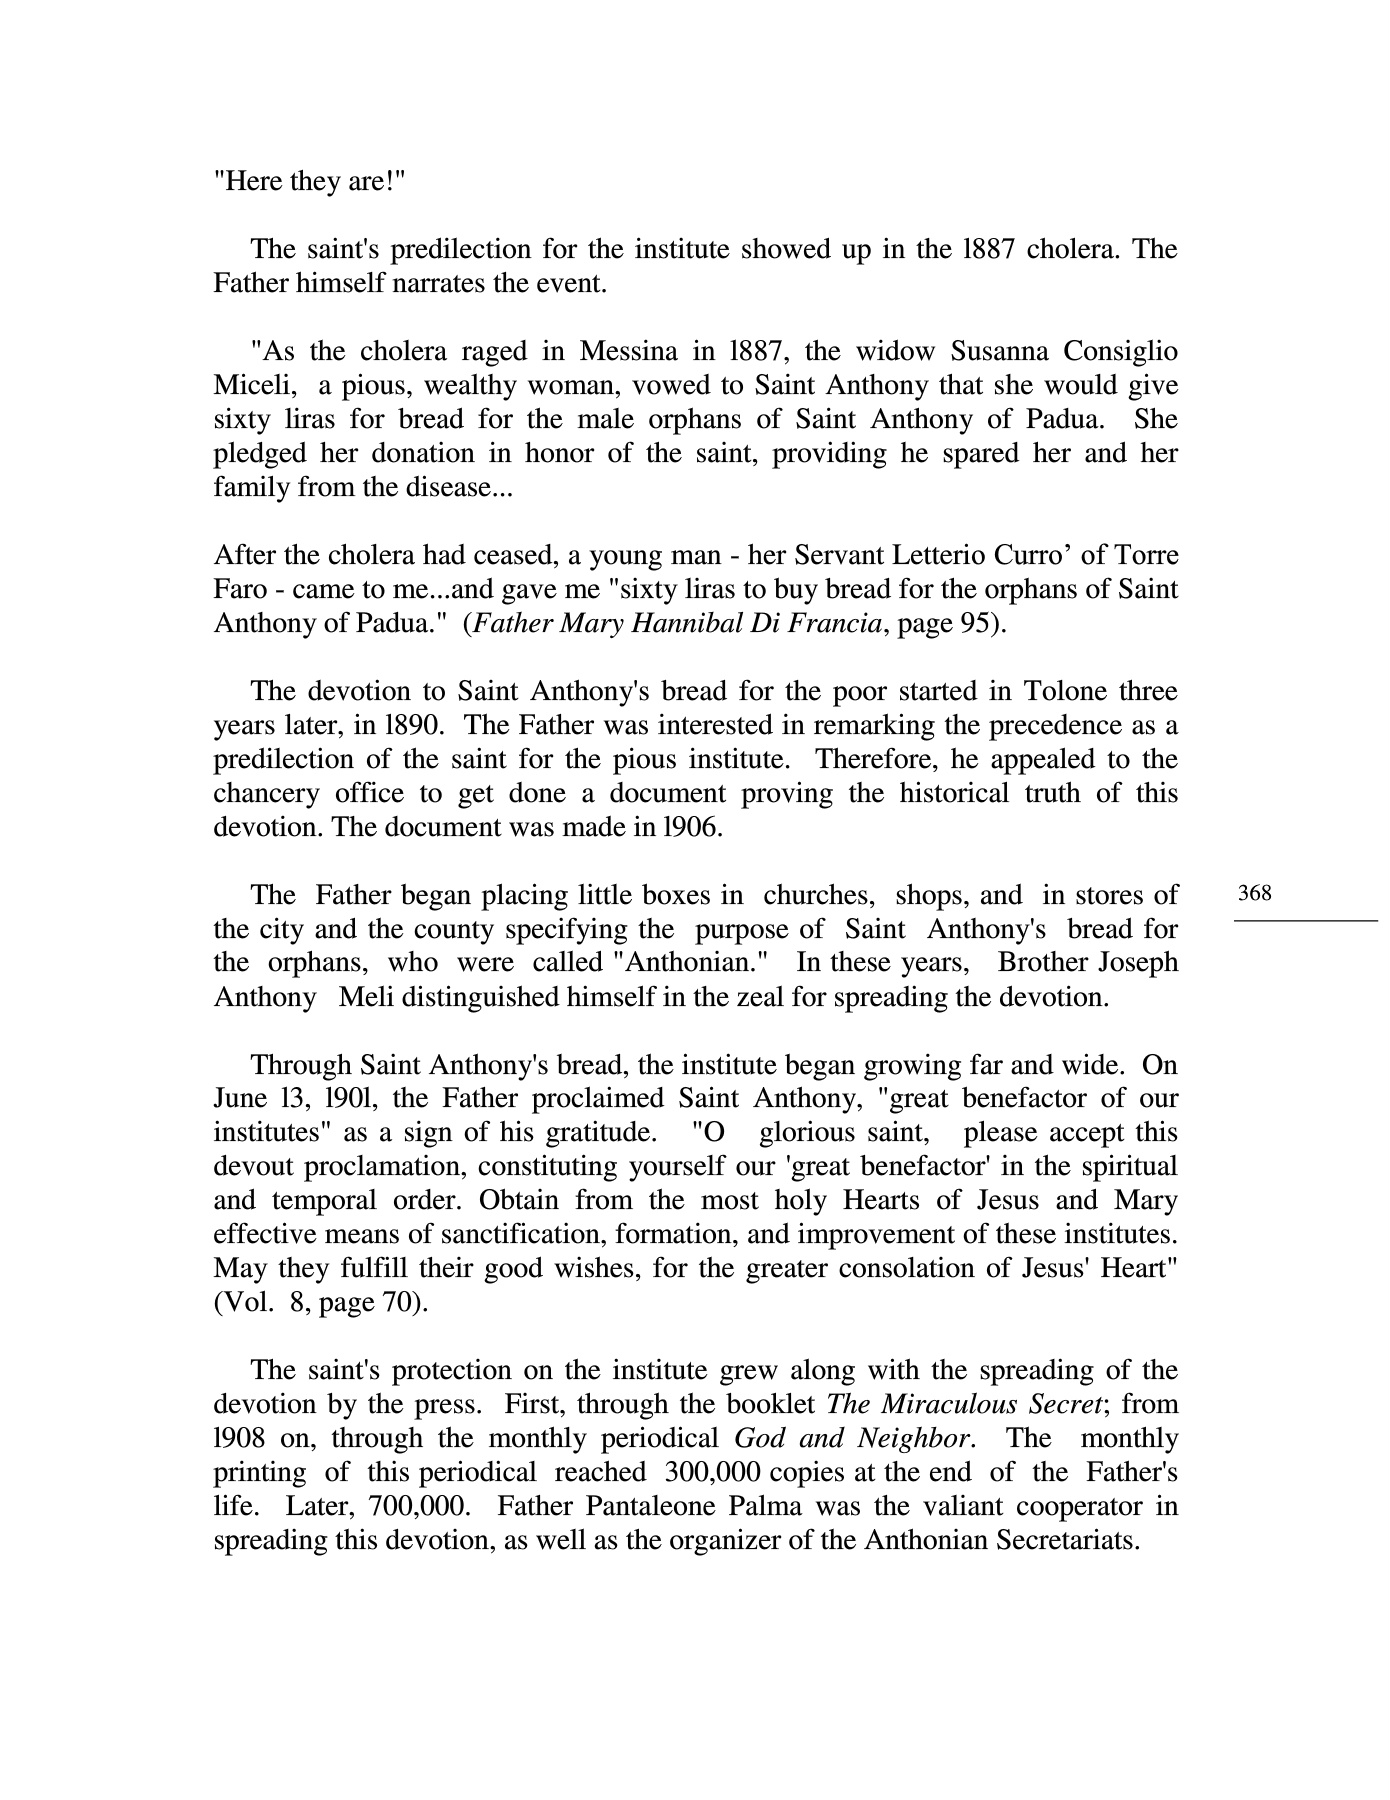 "Here they are!"
The saint's predilection for the institute showed up in the l887 cholera. The
Father himself narrates the event.
"As the cholera raged in Messina in l887, the widow Susanna Consiglio
Miceli, a pious, wealthy woman, vowed to Saint Anthony that she would give
sixty liras for bread for the male orphans of Saint Anthony of Padua. She
pledged her donation in honor of the saint, providing he spared her and her
family from the disease...
After the cholera had ceased, a young man - her Servant Letterio Curro’ of Torre
Faro - came to me...and gave me "sixty liras to buy bread for the orphans of Saint
Anthony of Padua." (Father Mary Hannibal Di Francia, page 95).
The devotion to Saint Anthony's bread for the poor started in Tolone three
years later, in l890. The Father was interested in remarking the precedence as a
predilection of the saint for the pious institute. Therefore, he appealed to the
chancery office to get done a document proving the historical truth of this
devotion. The document was made in l906.
The Father began placing little boxes in churches, shops, and in stores of
the city and the county specifying the purpose of Saint Anthony's bread for
the orphans, who were called "Anthonian." In these years, Brother Joseph
Anthony Meli distinguished himself in the zeal for spreading the devotion.
368
Through Saint Anthony's bread, the institute began growing far and wide. On
June l3, l90l, the Father proclaimed Saint Anthony, "great benefactor of our
institutes" as a sign of his gratitude. "O glorious saint, please accept this
devout proclamation, constituting yourself our 'great benefactor' in the spiritual
and temporal order. Obtain from the most holy Hearts of Jesus and Mary
effective means of sanctification, formation, and improvement of these institutes.
May they fulfill their good wishes, for the greater consolation of Jesus' Heart"
(Vol. 8, page 70).
The saint's protection on the institute grew along with the spreading of the
devotion by the press. First, through the booklet The Miraculous Secret; from
l908 on, through the monthly periodical God and Neighbor. The monthly
printing of this periodical reached 300,000 copies at the end of the Father's
life. Later, 700,000. Father Pantaleone Palma was the valiant cooperator in
spreading this devotion, as well as the organizer of the Anthonian Secretariats.